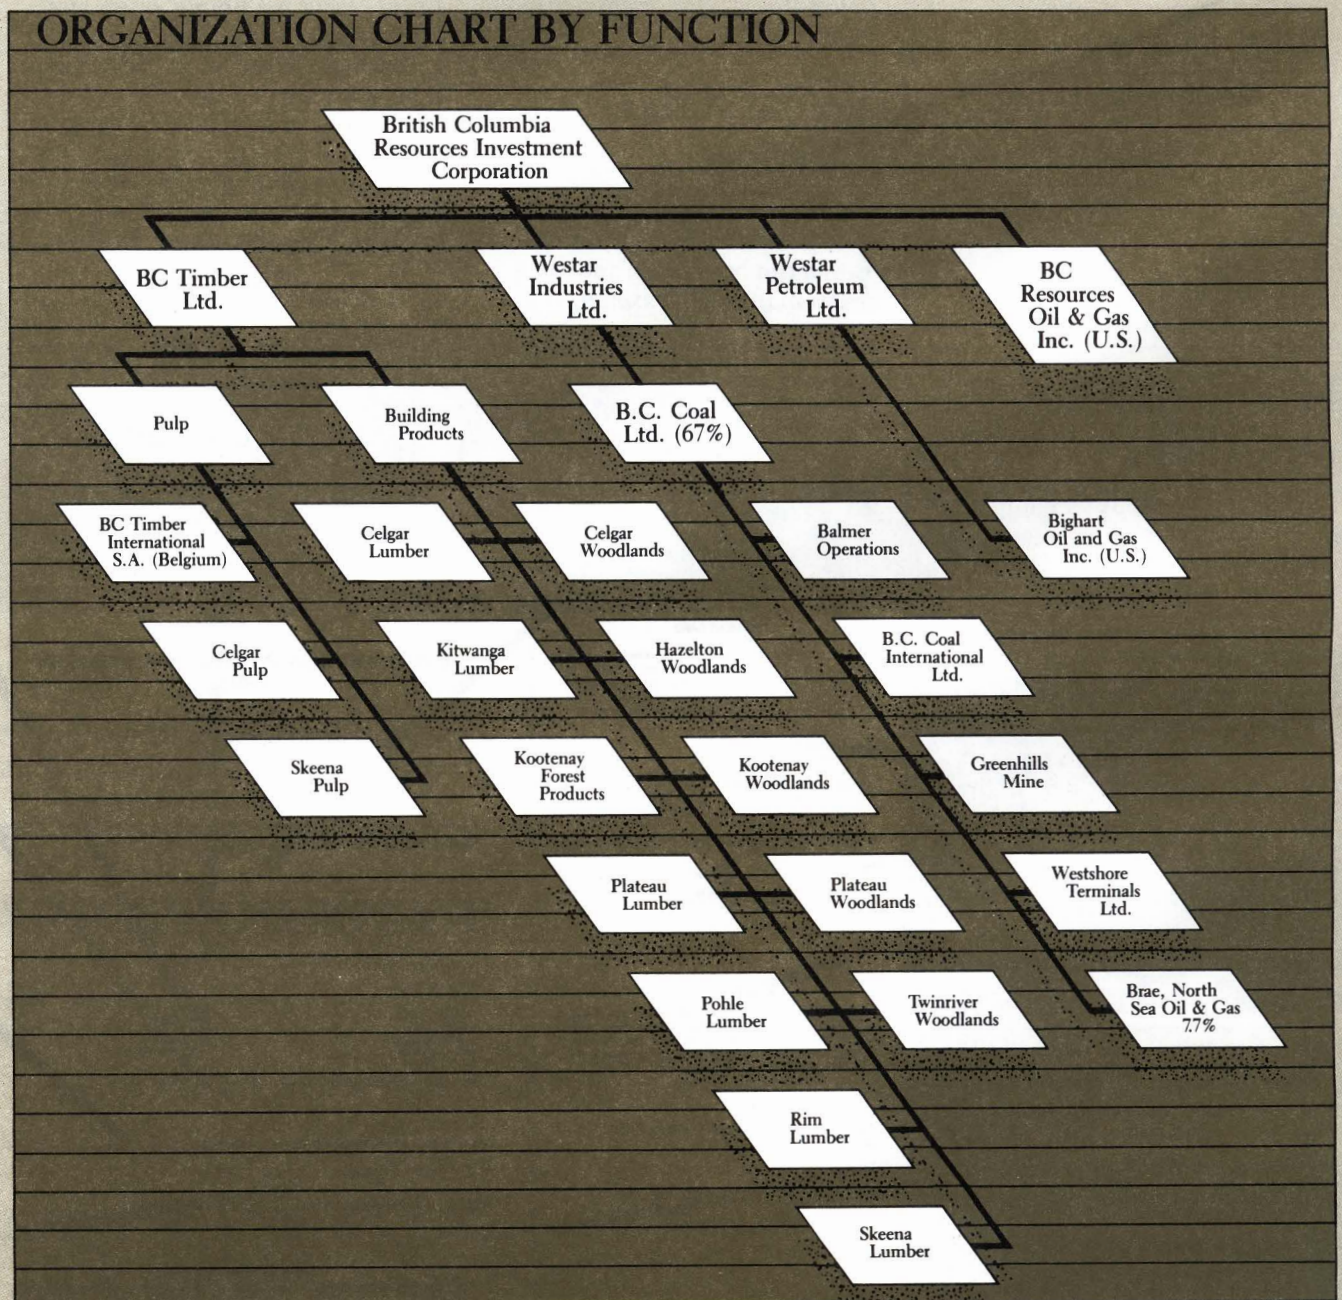 ORGANIZATION CHART BY FUNCTION
British Columbia
Resources Investment
Corporation
BC Timber
Ltd.
Westar
Industries
Ltd.
Westar
Petroleum
Ltd.
BC
Resources
Oil & Gas
Inc. (U.S.)
Pulp
Building
Products
B.C. Coal
Ltd. (67%)
BC Timber
International
S.A. (Belgium)
Celgar
Lumber
Celgar
Woodlands
Balmer
Operations
Bighart
Oil and Gas
Inc. (U.S.)
Celgar
Pulp
Kitwanga
Lumber
Hazelton
Woodlands
B.C. Coal
International
Ltd.
Skeena
Pulp
Kootenay
Forest
Products
Kootenay
Woodlands
Greenhills
Mine
Plateau
Lumber
Plateau
Woodlands
Westshore
Terminals
Ltd.
Pohle
Lumber
Twinriver
Woodlands
Brae, North
Sea Oil & Gas
7.7%
Rim
Lumber
Skeena
Lumber